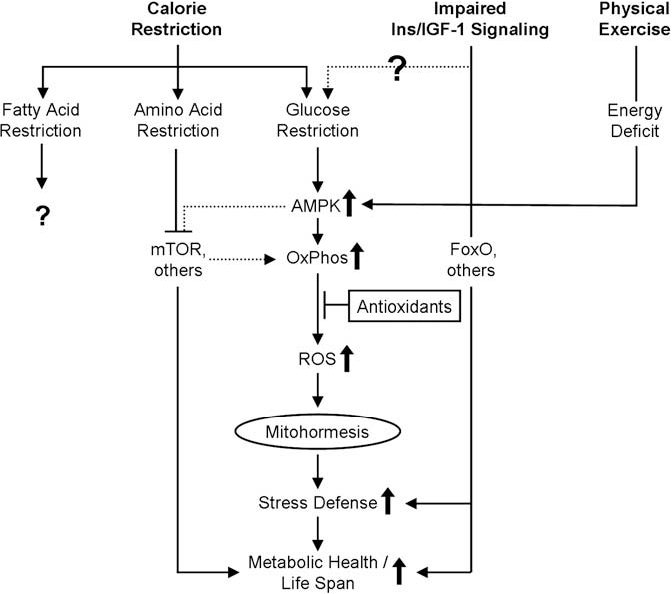 Calorie
Restriction
Impaired
Ins/IGF-1 Signaling
Physical
Exercise
?
Fatty Acid
Restriction
Amino Acid
Restriction
Glucose
Restriction
Energy
Deficit
?
AMPK
mTOR,
others
OxPhos
FoxO,
others
Antioxidants
ROS
Mitohormesis
Stress Defense
Metabolic Health /
Life Span